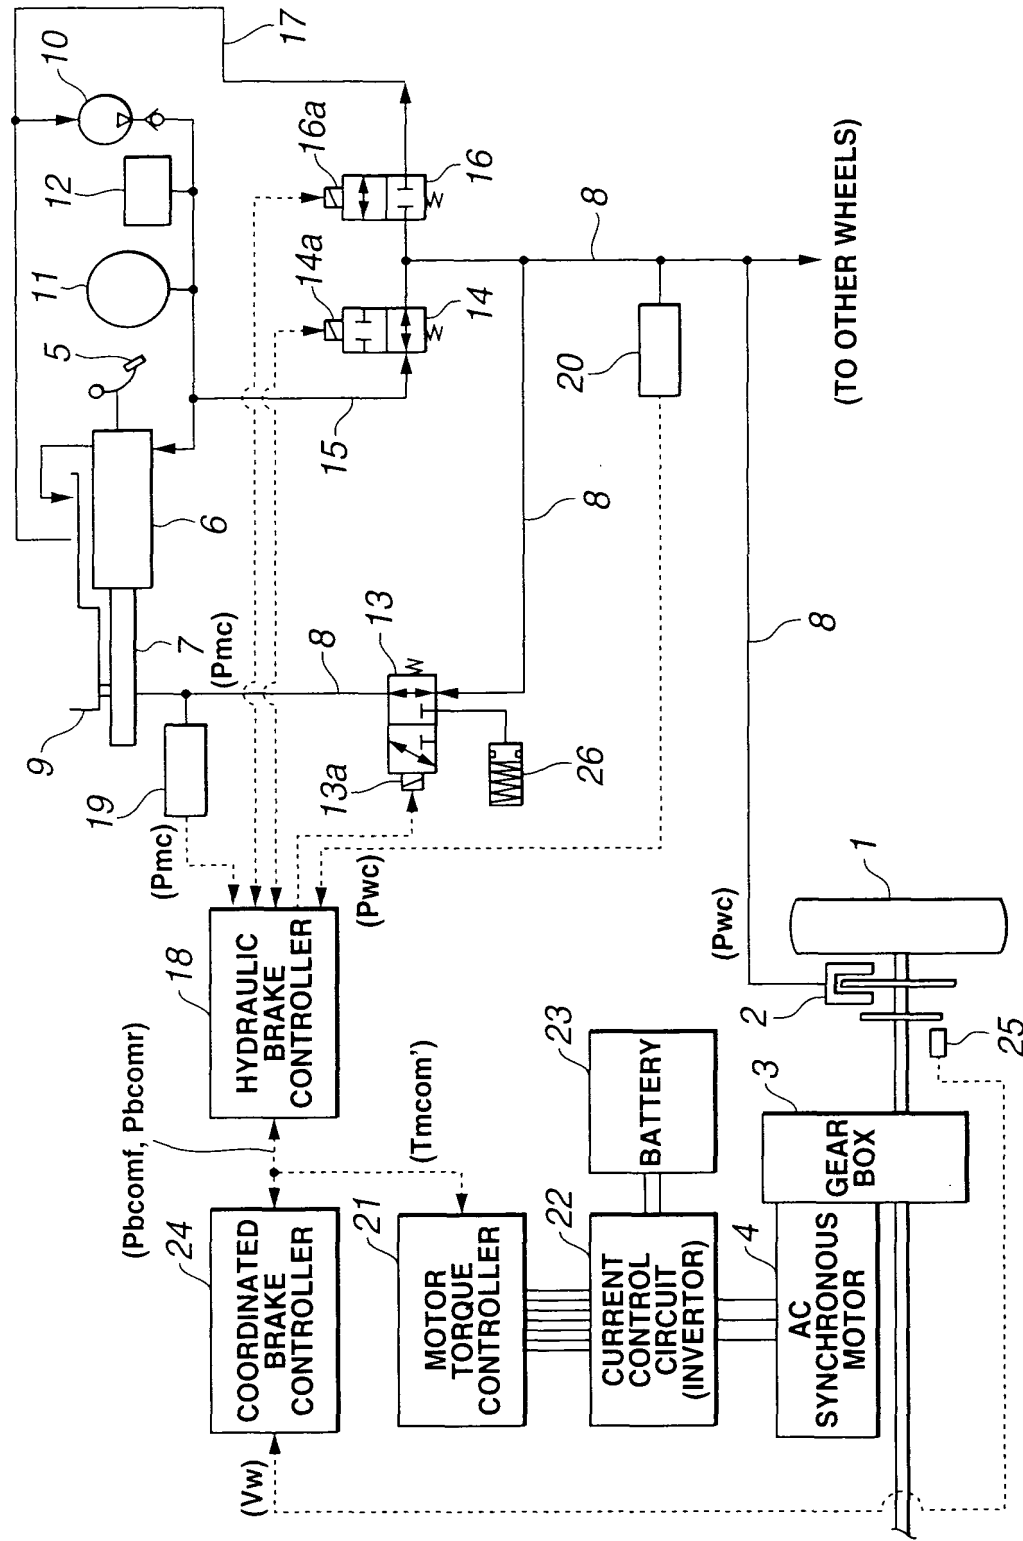 17
10
12
11
5
16a
16
14a
14
15
8
20
(TO OTHER WHEELS)
6
7
(Pmc)
8
13
8
9
19
(Pmc)
13a
26
(Pwc)
8
18
HYDRAULIC
BRAKE
CONTROLLER
(Pbcomf, Pbcomr)
24
COORDINATED
BRAKE
CONTROLLER
(Vw)
(Tmcom')
21
MOTOR
TORQUE
CONTROLLER
23
BATTERY
22
CURRENT
CONTROL
CIRCUIT
(INVERTOR)
4
AC
SYNCHRONOUS
MOTOR
3
GEAR
BOX
(Pwc)
2
1
25